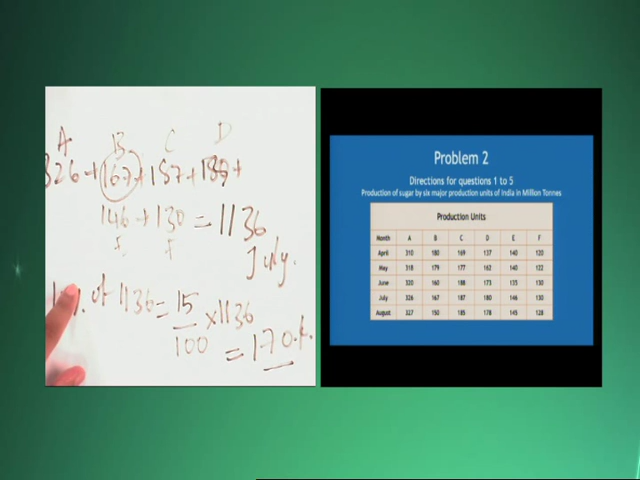 A B C D
326+167+157+189+
146+130=1136
E F
July.
% of 1136=15/100 x1136
=170.4.
Problem 2
Directions for questions 1 to 5
Production of sugar by six major production units of India in Million Tonnes
Production Units
Month A B C D E F
April 310 180 169 137 140 120
May 318 179 177 162 140 122
June 320 160 188 173 135 130
July 326 167 187 180 146 130
August 327 150 185 178 145 128